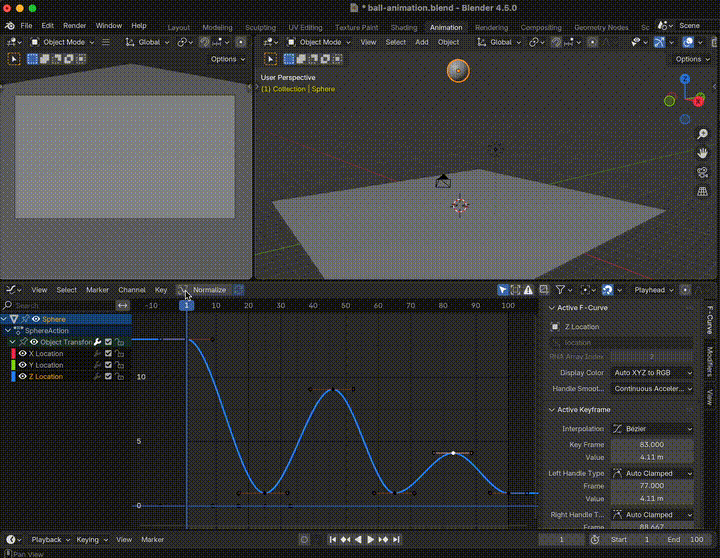 * ball-animation.blend - Blender 4.5.0
File Edit Render Window Help Layout Modeling Sculpting UV Editing Texture Paint Shading Animation Rendering Compositing Geometry Nodes Sc Scene
Object Mode Global
Object Mode View Select Add Object Global
Options
Options
User Perspective
(1) Collection | Sphere
Z
X
View Select Marker Channel Key Normalize Playhead
Search
-10 1 10 20 30 40 50 60 70 80 90 100
Sphere
SphereAction
Object Transfor
X Location
Y Location
Z Location
10
5
0
Active F-Curve
Z Location
location
RNA Array Index 2
Display Color Auto XYZ to RGB
Handle Smoot... Continuous Acceler...
Active Keyframe
Interpolation Bézier
Key Frame 83.000
Value 4.11 m
Left Handle Type Auto Clamped
Frame 77.000
Value 4.11 m
Right Handle T... Auto Clamped
Frame 88.667
F-Curve
Modifiers
View
Playback Keying View Marker 1 Start 1 End 100
Pan View